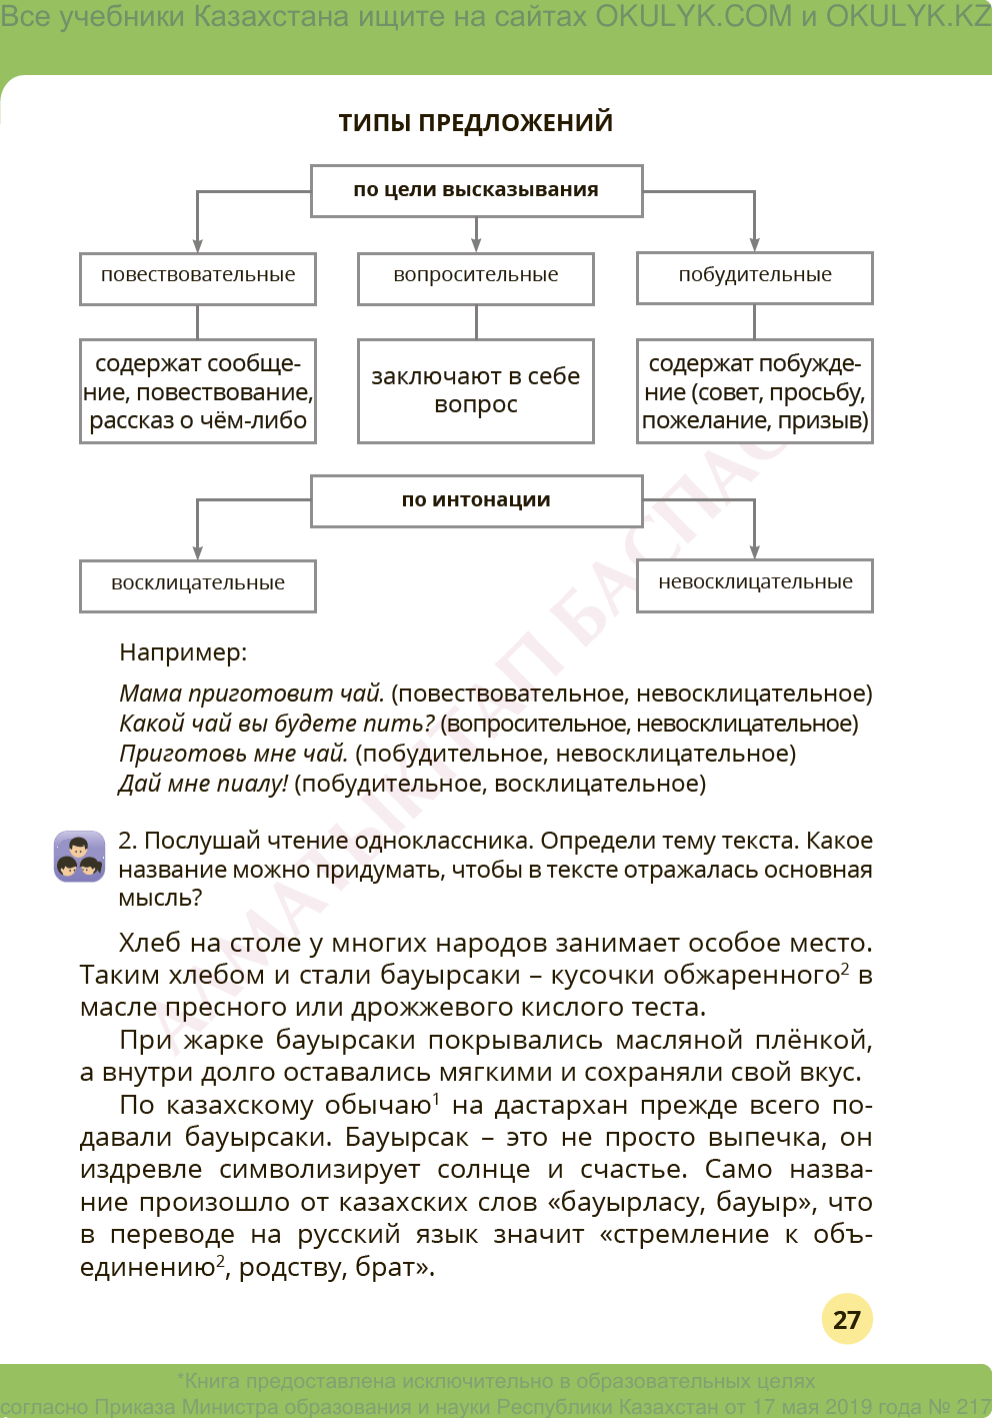 Все учебники Казахстана ищите на сайтах OKULYK.COM и OKULYK.KZ
ТИПЫ ПРЕДЛОЖЕНИЙ
по цели высказывания
повествовательные
вопросительные
побудительные
содержат сообще-
ние, повествование,
рассказ о чём-либо
заключают в себе
вопрос
содержат побужде-
ние (совет, просьбу,
пожелание, призыв)
по интонации
восклицательные
невосклицательные
Например:
Мама приготовит чай. (повествовательное, невосклицательное)
Какой чай вы будете пить? (вопросительное, невосклицательное)
Приготовь мне чай. (побудительное, невосклицательное)
Дай мне пиалу! (побудительное, восклицательное)
2. Послушай чтение одноклассника. Определи тему текста. Какое
название можно придумать, чтобы в тексте отражалась основная
мысль?
Хлеб на столе у многих народов занимает особое место.
Таким хлебом и стали бауырсаки – кусочки обжаренного² в
масле пресного или дрожжевого кислого теста.
При жарке бауырсаки покрывались масляной плёнкой,
а внутри долго оставались мягкими и сохраняли свой вкус.
По казахскому обычаю¹ на дастархан прежде всего по-
давали бауырсаки. Бауырсак – это не просто выпечка, он
издревле символизирует солнце и счастье. Само назва-
ние произошло от казахских слов «бауырласу, бауыр», что
в переводе на русский язык значит «стремление к объ-
единению², родству, брат».
27
*Книга предоставлена исключительно в образовательных целях
согласно Приказа Министра образования и науки Республики Казахстан от 17 мая 2019 года № 217